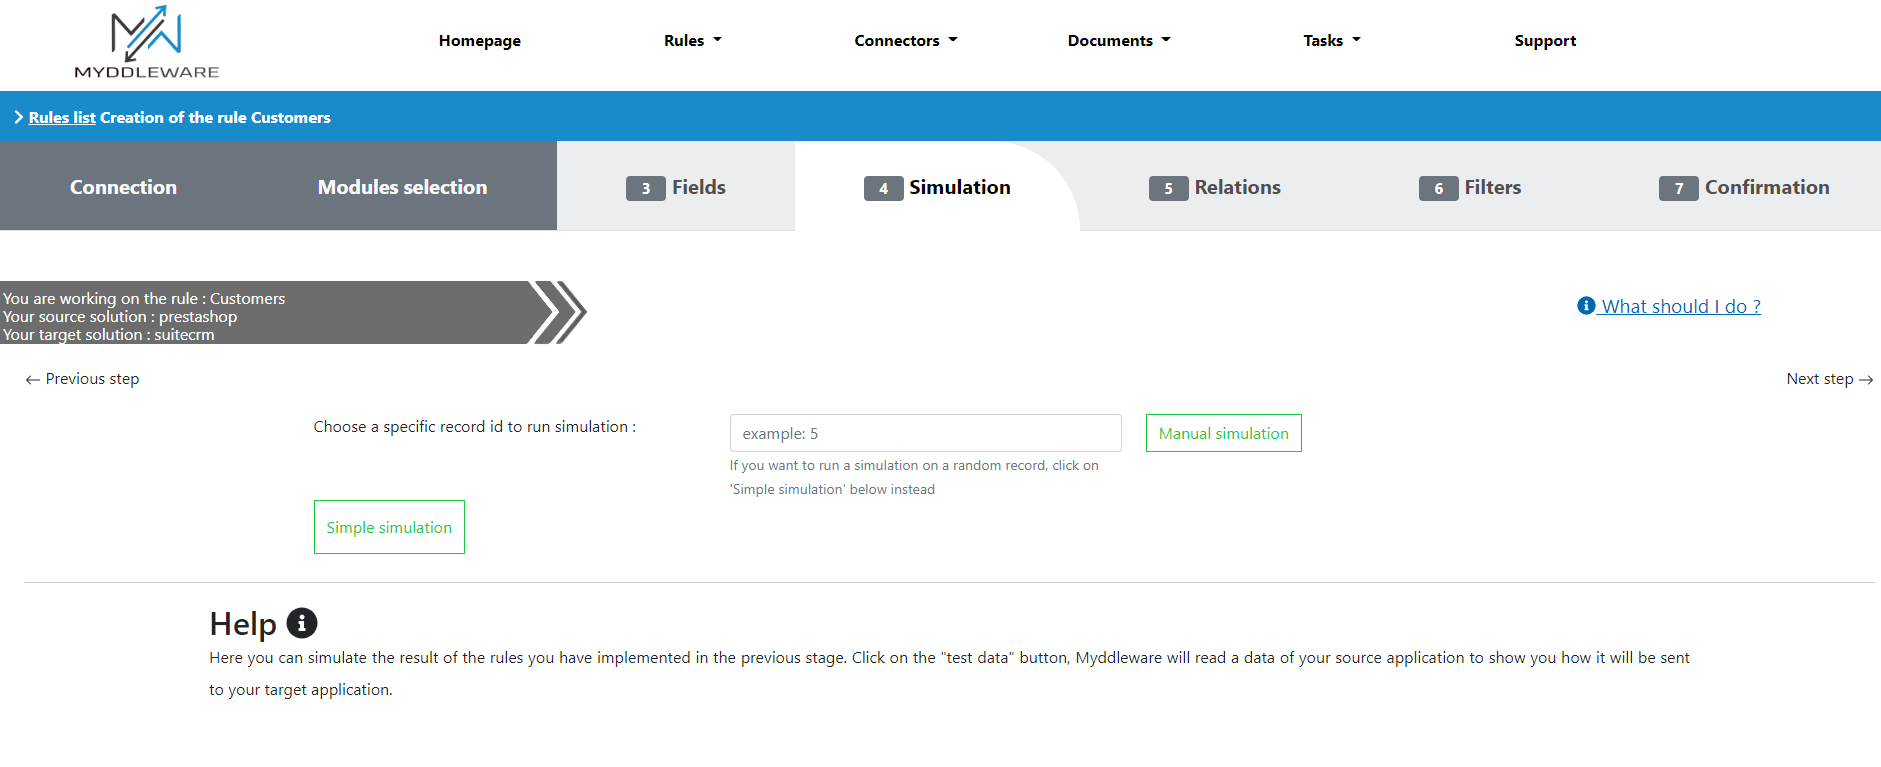 MYDDLEWARE
Homepage Rules Connectors Documents Tasks Support
Rules list Creation of the rule Customers
Connection Modules selection 3 Fields 4 Simulation 5 Relations 6 Filters 7 Confirmation
You are working on the rule : Customers
Your source solution : prestashop
Your target solution : suitecrm
What should I do ?
← Previous step
Next step →
Choose a specific record id to run simulation :
example: 5
Manual simulation
If you want to run a simulation on a random record, click on
'Simple simulation' below instead
Simple simulation
Help
Here you can simulate the result of the rules you have implemented in the previous stage. Click on the "test data" button, Myddleware will read a data of your source application to show you how it will be sent
to your target application.